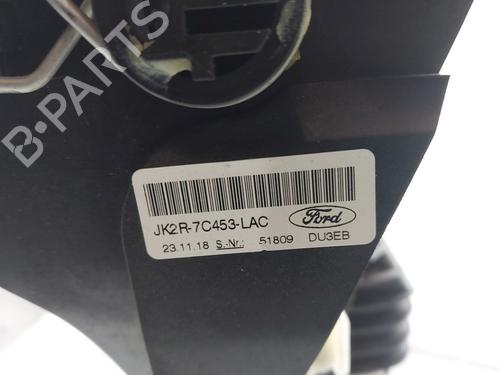 B-PARTS
JK2R-7C453-LAC
Ford
23.11.18 S.-Nr.: 51809 DU3EB